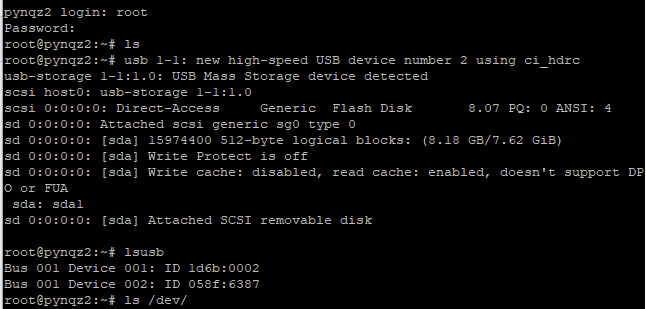 pynqz2 login: root
Password:
root@pynqz2:~# ls
root@pynqz2:~# usb 1-1: new high-speed USB device number 2 using ci_hdrc
usb-storage 1-1:1.0: USB Mass Storage device detected
scsi host0: usb-storage 1-1:1.0
scsi 0:0:0:0: Direct-Access     Generic  Flash Disk       8.07 PQ: 0 ANSI: 4
sd 0:0:0:0: Attached scsi generic sg0 type 0
sd 0:0:0:0: [sda] 15974400 512-byte logical blocks: (8.18 GB/7.62 GiB)
sd 0:0:0:0: [sda] Write Protect is off
sd 0:0:0:0: [sda] Write cache: disabled, read cache: enabled, doesn't support DP
O or FUA
 sda: sda1
sd 0:0:0:0: [sda] Attached SCSI removable disk
root@pynqz2:~# lsusb
Bus 001 Device 001: ID 1d6b:0002
Bus 001 Device 002: ID 058f:6387
root@pynqz2:~# ls /dev/